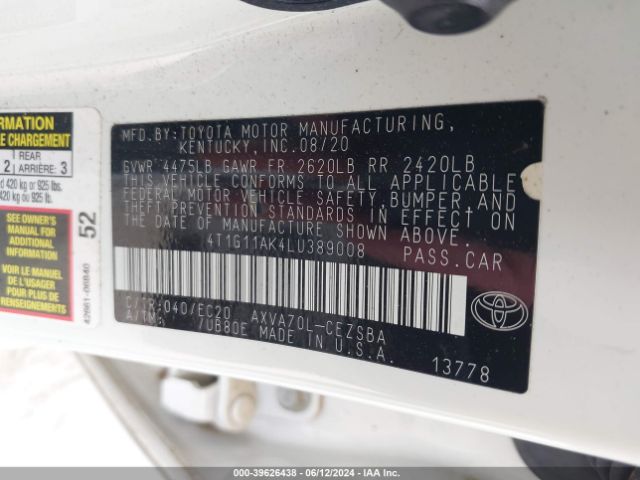 RMATION
E CHARGEMENT
1 REAR
2 ARRIÈRE: 3
d 420 kg or 925 lbs.
420 kg ou 925 lb.
SEE OWNER'S
MANUAL FOR
ADDITIONAL
INFORMATION
VOIR LE MANUEL
DE L'USAGER
POUR PLUS DE
RENSEIGNEMENTS
52
42661-06B40
MFD.BY:TOYOTA MOTOR MANUFACTURING,
KENTUCKY, INC. 08/20
GVWR 4475LB GAWR FR 2620LB RR 2420LB
THIS VEHICLE CONFORMS TO ALL APPLICABLE
FEDERAL MOTOR VEHICLE SAFETY, BUMPER, AND
THEFT PREVENTION STANDARDS IN EFFECT ON
THE DATE OF MANUFACTURE SHOWN ABOVE.
4T1G11AK4LU389008 PASS.CAR
C/TR:040/EC20 AXVA70L-CEZSBA
A/TM: /UB80E MADE IN U.S.A.
TOYOTA
13778
000-39626438 - 06/12/2024 - IAA Inc.